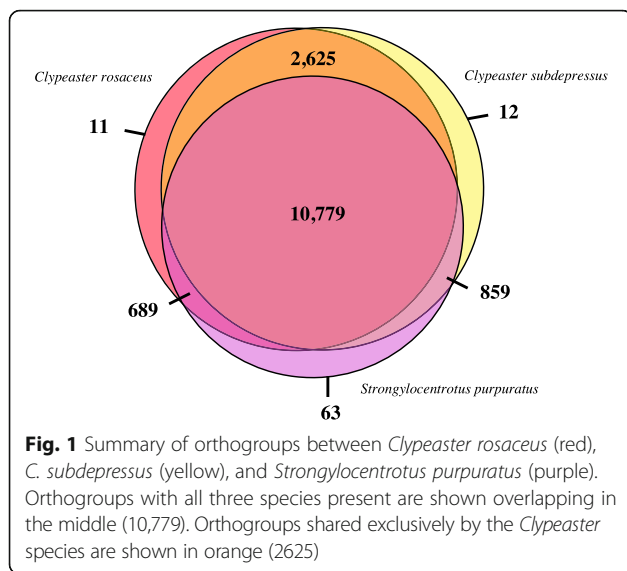 2,625
Clypeaster rosaceus
Clypeaster subdepressus
11
12
10,779
689
859
Strongylocentrotus purpuratus
63
Fig. 1 Summary of orthogroups between Clypeaster rosaceus (red),
C. subdepressus (yellow), and Strongylocentrotus purpuratus (purple).
Orthogroups with all three species present are shown overlapping in
the middle (10,779). Orthogroups shared exclusively by the Clypeaster
species are shown in orange (2625)